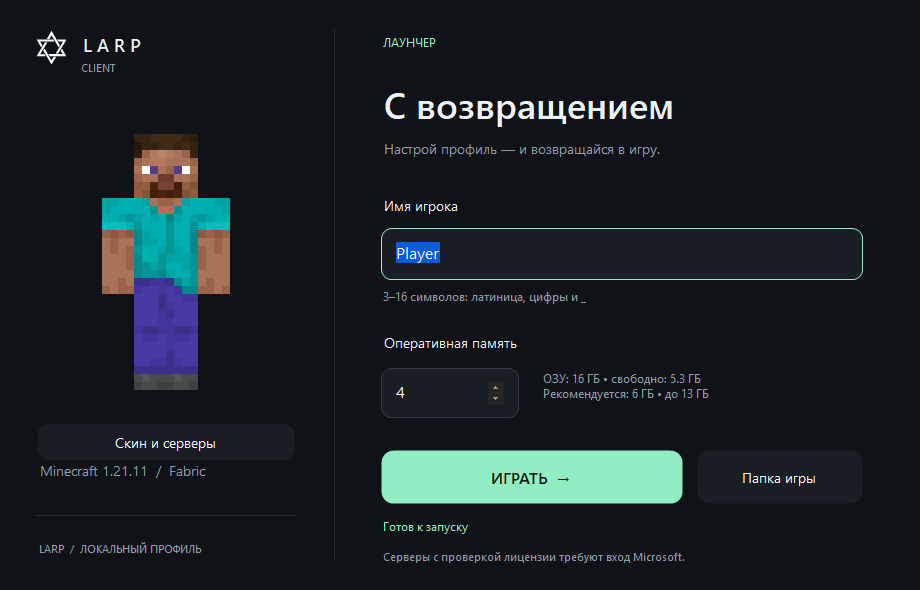 LARP
CLIENT
Скин и серверы
Minecraft 1.21.11 / Fabric
LARP / ЛОКАЛЬНЫЙ ПРОФИЛЬ
ЛАУНЧЕР
С возвращением
Настрой профиль — и возвращайся в игру.
Имя игрока
Player
3–16 символов: латиница, цифры и _
Оперативная память
4
ОЗУ: 16 ГБ • свободно: 5.3 ГБ
Рекомендуется: 6 ГБ • до 13 ГБ
ИГРАТЬ →
Папка игры
Готов к запуску
Серверы с проверкой лицензии требуют вход Microsoft.